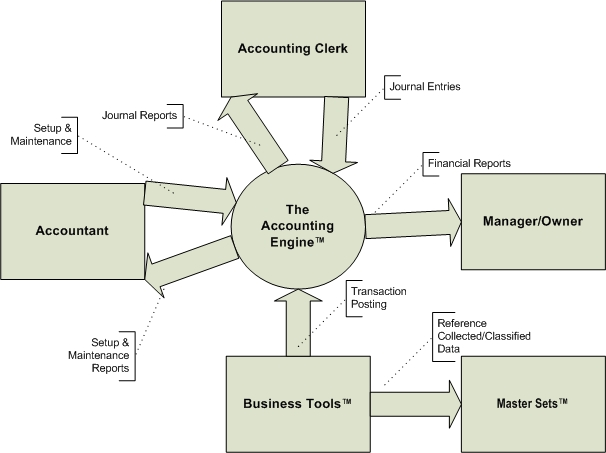 Accounting Clerk
Journal Entries
Journal Reports
Setup &
Maintenance
Financial Reports
The
Accounting
Engine™
Manager/Owner
Accountant
Transaction
Posting
Setup &
Maintenance
Reports
Reference
Collected/Classified
Data
Business Tools™
Master Sets™